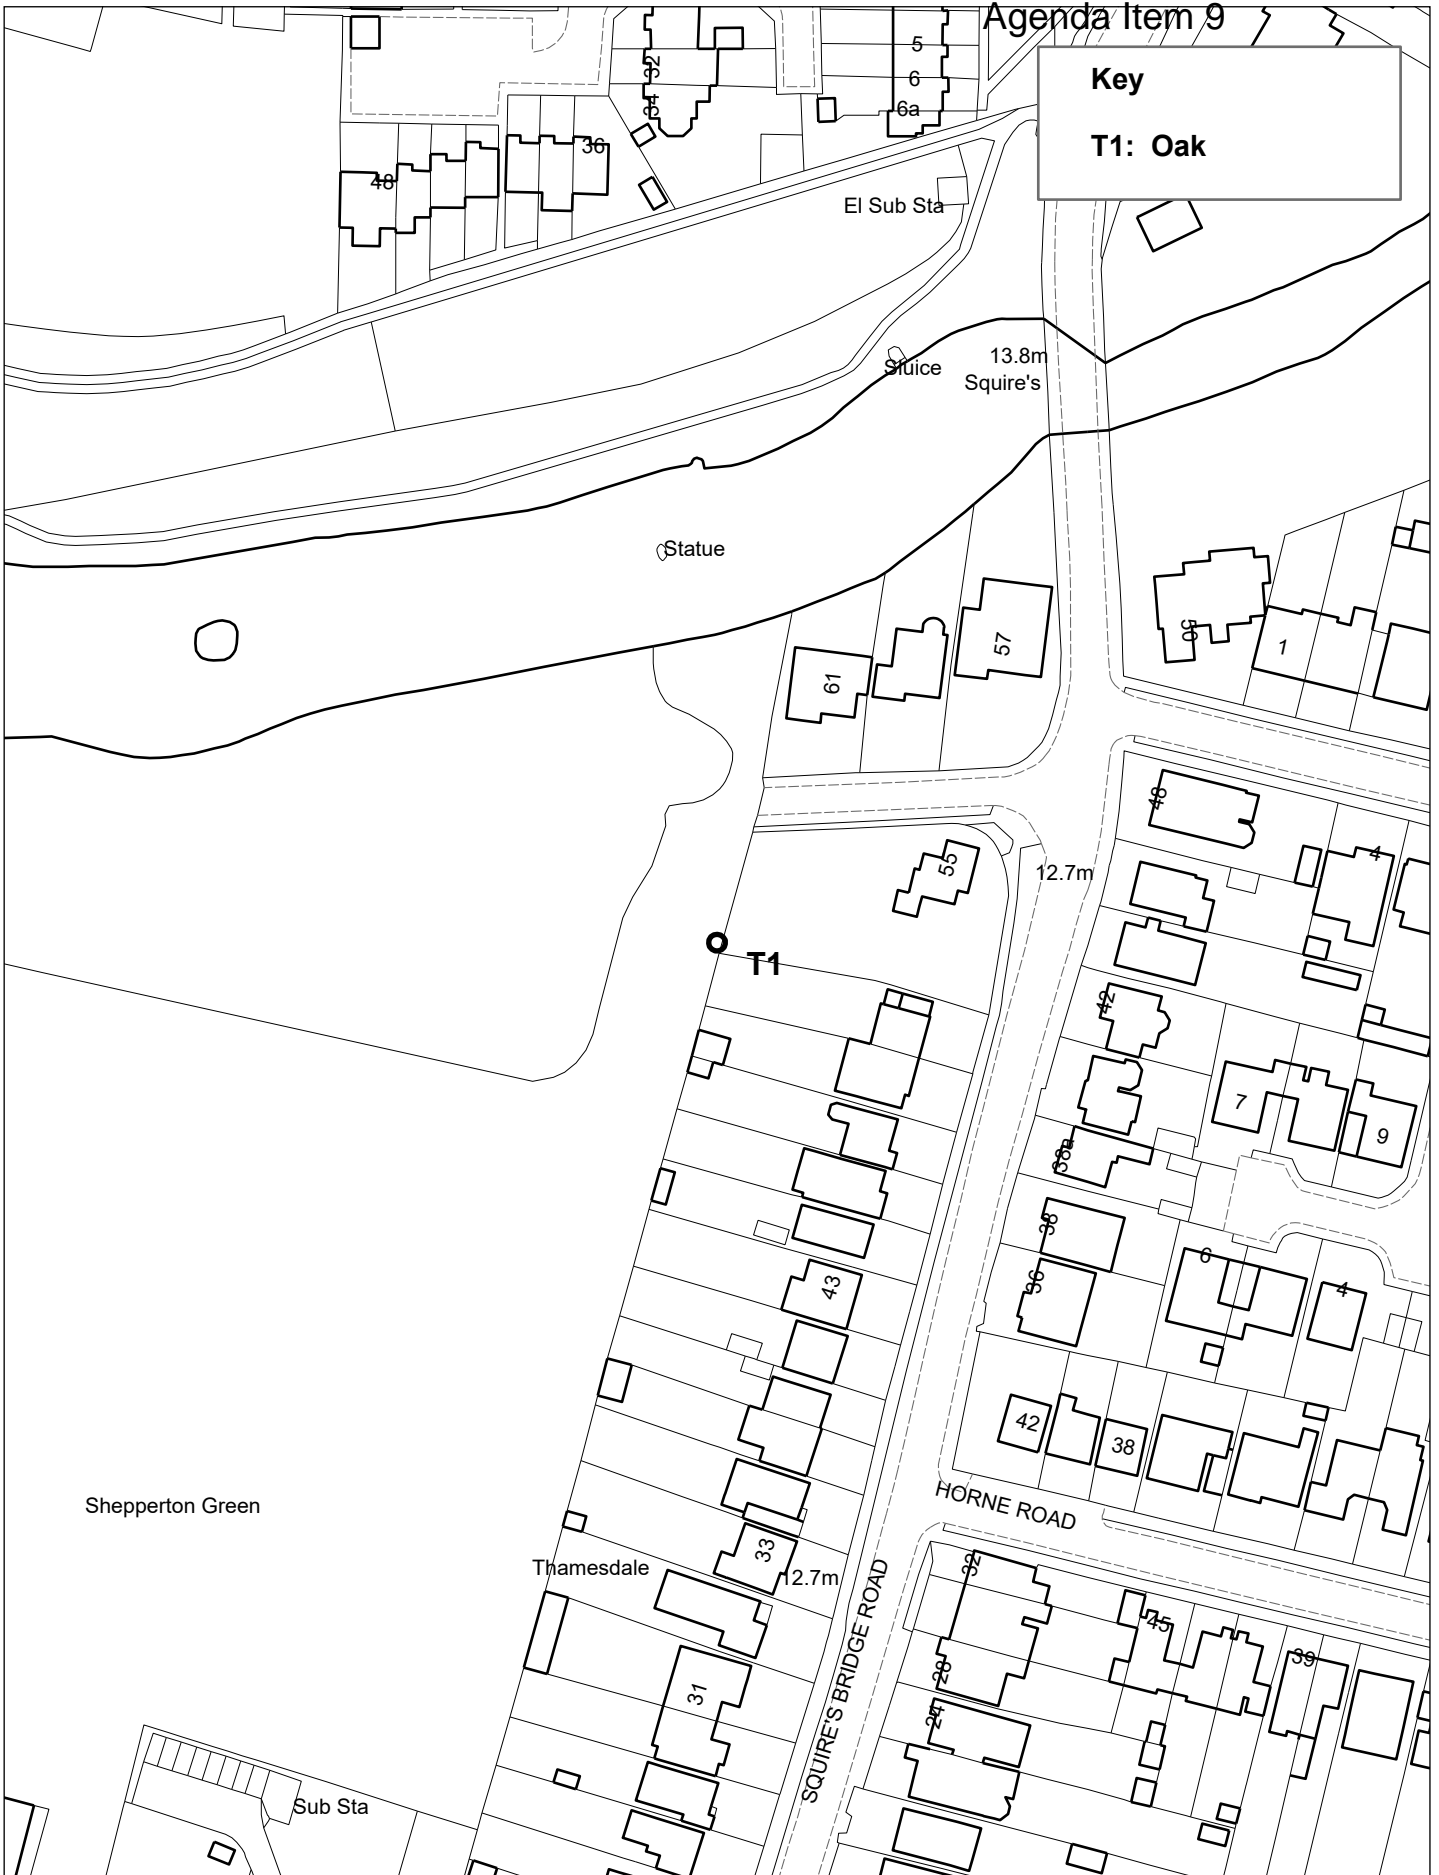 Agenda Item 9
Key
T1: Oak
5
6
6a
32
34
36
48
El Sub Sta
Sluice
13.8m
Squire's
Statue
57
61
50
1
48
4
55
12.7m
T1
42
7
9
38a
38
36
6
4
43
42
38
HORNE ROAD
Shepperton Green
Thamesdale
33
12.7m
32
45
39
28
24
31
SQUIRE'S BRIDGE ROAD
Sub Sta